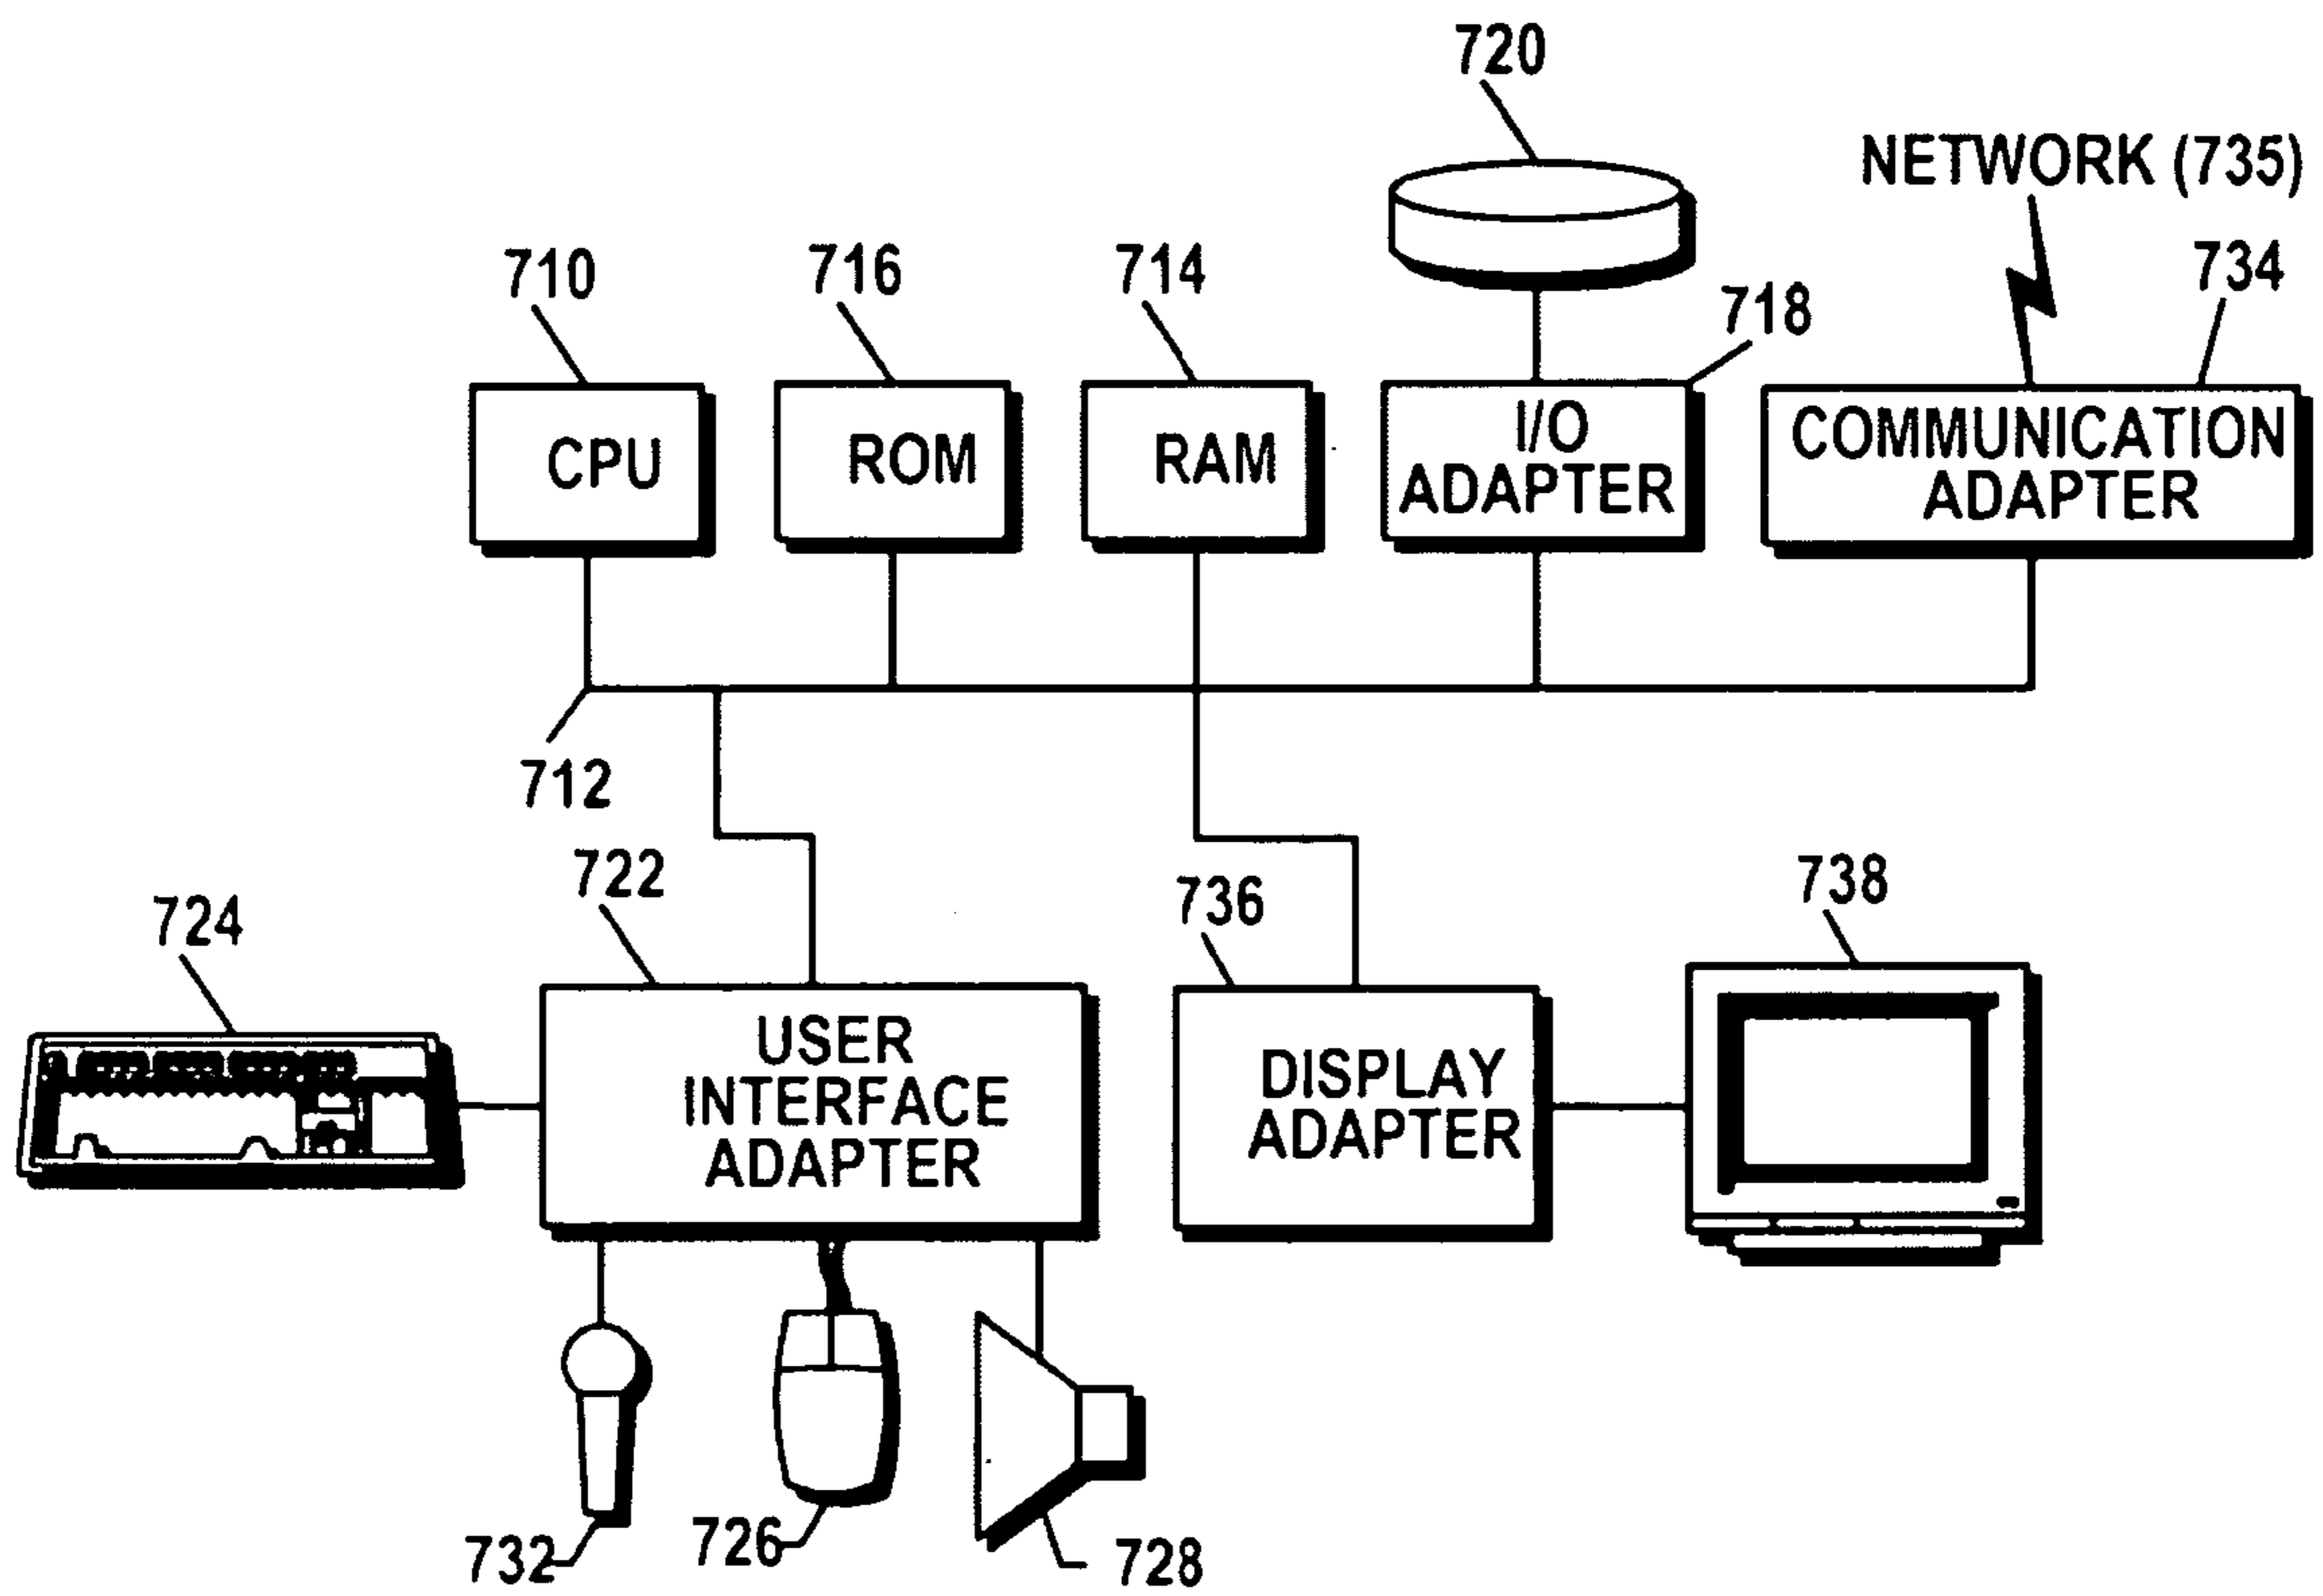 720
NETWORK (735)
710
716
714
718
734
CPU
ROM
RAM
I/O
ADAPTER
COMMUNICATION
ADAPTER
712
722
724
736
738
USER
INTERFACE
ADAPTER
DISPLAY
ADAPTER
732
726
728